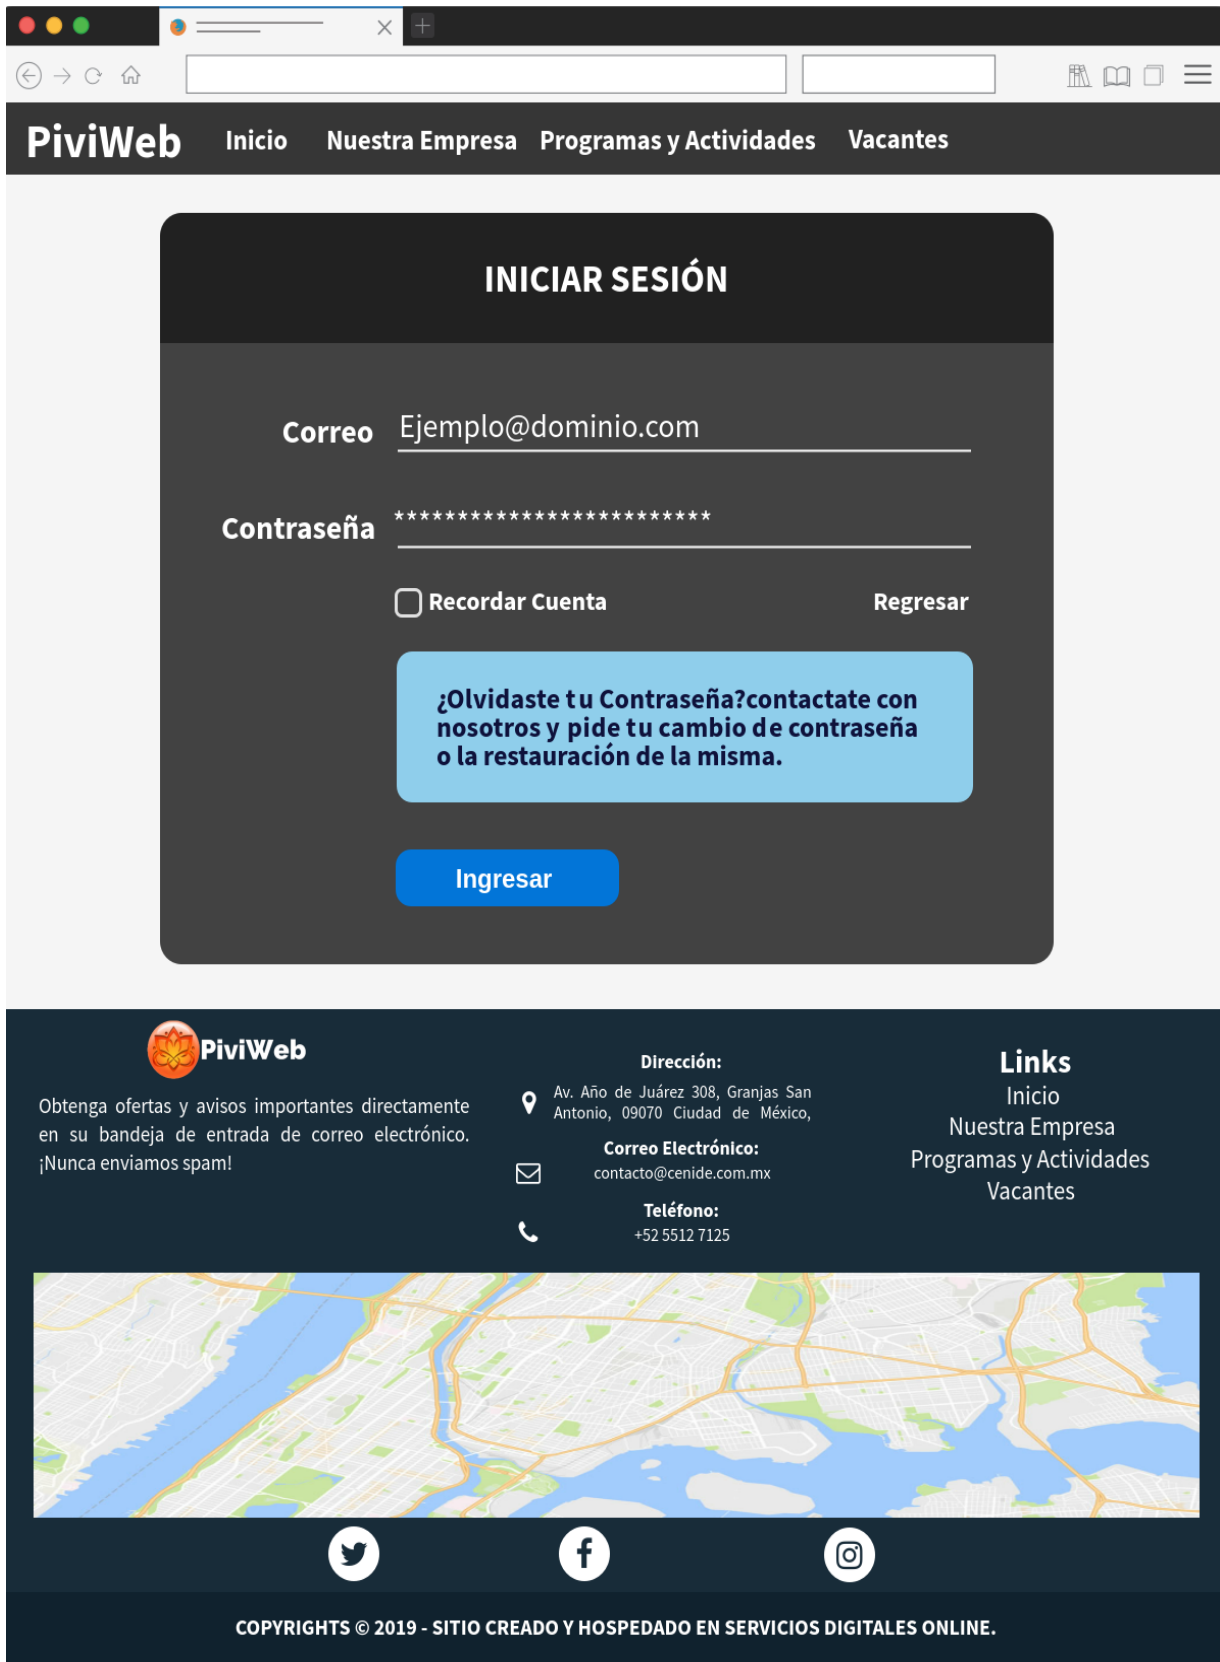 PiviWeb Inicio Nuestra Empresa Programas y Actividades Vacantes
INICIAR SESIÓN
Correo Ejemplo@dominio.com
Contraseña *************************
Recordar Cuenta Regresar
¿Olvidaste tu Contraseña?contactate con
nosotros y pide tu cambio de contraseña
o la restauración de la misma.
Ingresar
PiviWeb
Obtenga ofertas y avisos importantes directamente
en su bandeja de entrada de correo electrónico.
¡Nunca enviamos spam!
Dirección:
Av. Año de Juárez 308, Granjas San
Antonio, 09070 Ciudad de México,
Correo Electrónico:
contacto@cenide.com.mx
Teléfono:
+52 5512 7125
Links
Inicio
Nuestra Empresa
Programas y Actividades
Vacantes
COPYRIGHTS © 2019 - SITIO CREADO Y HOSPEDADO EN SERVICIOS DIGITALES ONLINE.